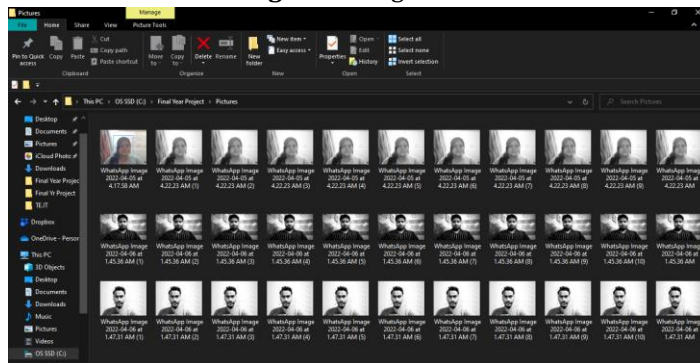 Pictures
Manage
File Home Share View Picture Tools
Pin to Quick access
Copy
Paste
Cut
Copy path
Paste shortcut
Move to
Copy to
Delete
Rename
New folder
New item
Easy access
Properties
Open
Edit
History
Select all
Select none
Invert selection
Clipboard Organize New Open Select
This PC › OS SSD (C:) › Final Year Project › Pictures
Search Pictures
Desktop
Documents
Pictures
iCloud Photo
Downloads
Final Year Projec
Final Yr Project
TEJT
Dropbox
OneDrive - Person
This PC
3D Objects
Desktop
Documents
Downloads
Music
Pictures
Videos
OS SSD (C:)
WhatsApp Image 2022-04-05 at 4.17.58 AM
WhatsApp Image 2022-04-05 at 4.22.23 AM (1)
WhatsApp Image 2022-04-05 at 4.22.23 AM (2)
WhatsApp Image 2022-04-05 at 4.22.23 AM (3)
WhatsApp Image 2022-04-05 at 4.22.23 AM (4)
WhatsApp Image 2022-04-05 at 4.22.23 AM (5)
WhatsApp Image 2022-04-05 at 4.22.23 AM (6)
WhatsApp Image 2022-04-05 at 4.22.23 AM (7)
WhatsApp Image 2022-04-05 at 4.22.23 AM (8)
WhatsApp Image 2022-04-05 at 4.22.23 AM (9)
WhatsApp Imag 2022-04-05 at 4.22.23 AM
WhatsApp Image 2022-04-06 at 1.45.36 AM (1)
WhatsApp Image 2022-04-06 at 1.45.36 AM (2)
WhatsApp Image 2022-04-06 at 1.45.36 AM (3)
WhatsApp Image 2022-04-06 at 1.45.36 AM (4)
WhatsApp Image 2022-04-06 at 1.45.36 AM (5)
WhatsApp Image 2022-04-06 at 1.45.36 AM (6)
WhatsApp Image 2022-04-06 at 1.45.36 AM (7)
WhatsApp Image 2022-04-06 at 1.45.36 AM (8)
WhatsApp Image 2022-04-06 at 1.45.36 AM (9)
WhatsApp Image 2022-04-06 at 1.45.36 AM (10)
WhatsApp Imag 2022-04-06 at 1.45.36 AM
WhatsApp Image 2022-04-06 at 1.47.31 AM (1)
WhatsApp Image 2022-04-06 at 1.47.31 AM (2)
WhatsApp Image 2022-04-06 at 1.47.31 AM (3)
WhatsApp Image 2022-04-06 at 1.47.31 AM (4)
WhatsApp Image 2022-04-06 at 1.47.31 AM (5)
WhatsApp Image 2022-04-06 at 1.47.31 AM (6)
WhatsApp Image 2022-04-06 at 1.47.31 AM (7)
WhatsApp Image 2022-04-06 at 1.47.31 AM (8)
WhatsApp Image 2022-04-06 at 1.47.31 AM (9)
WhatsApp Image 2022-04-06 at 1.47.31 AM (10)
WhatsApp Imag 2022-04-06 at 1.47.31 AM